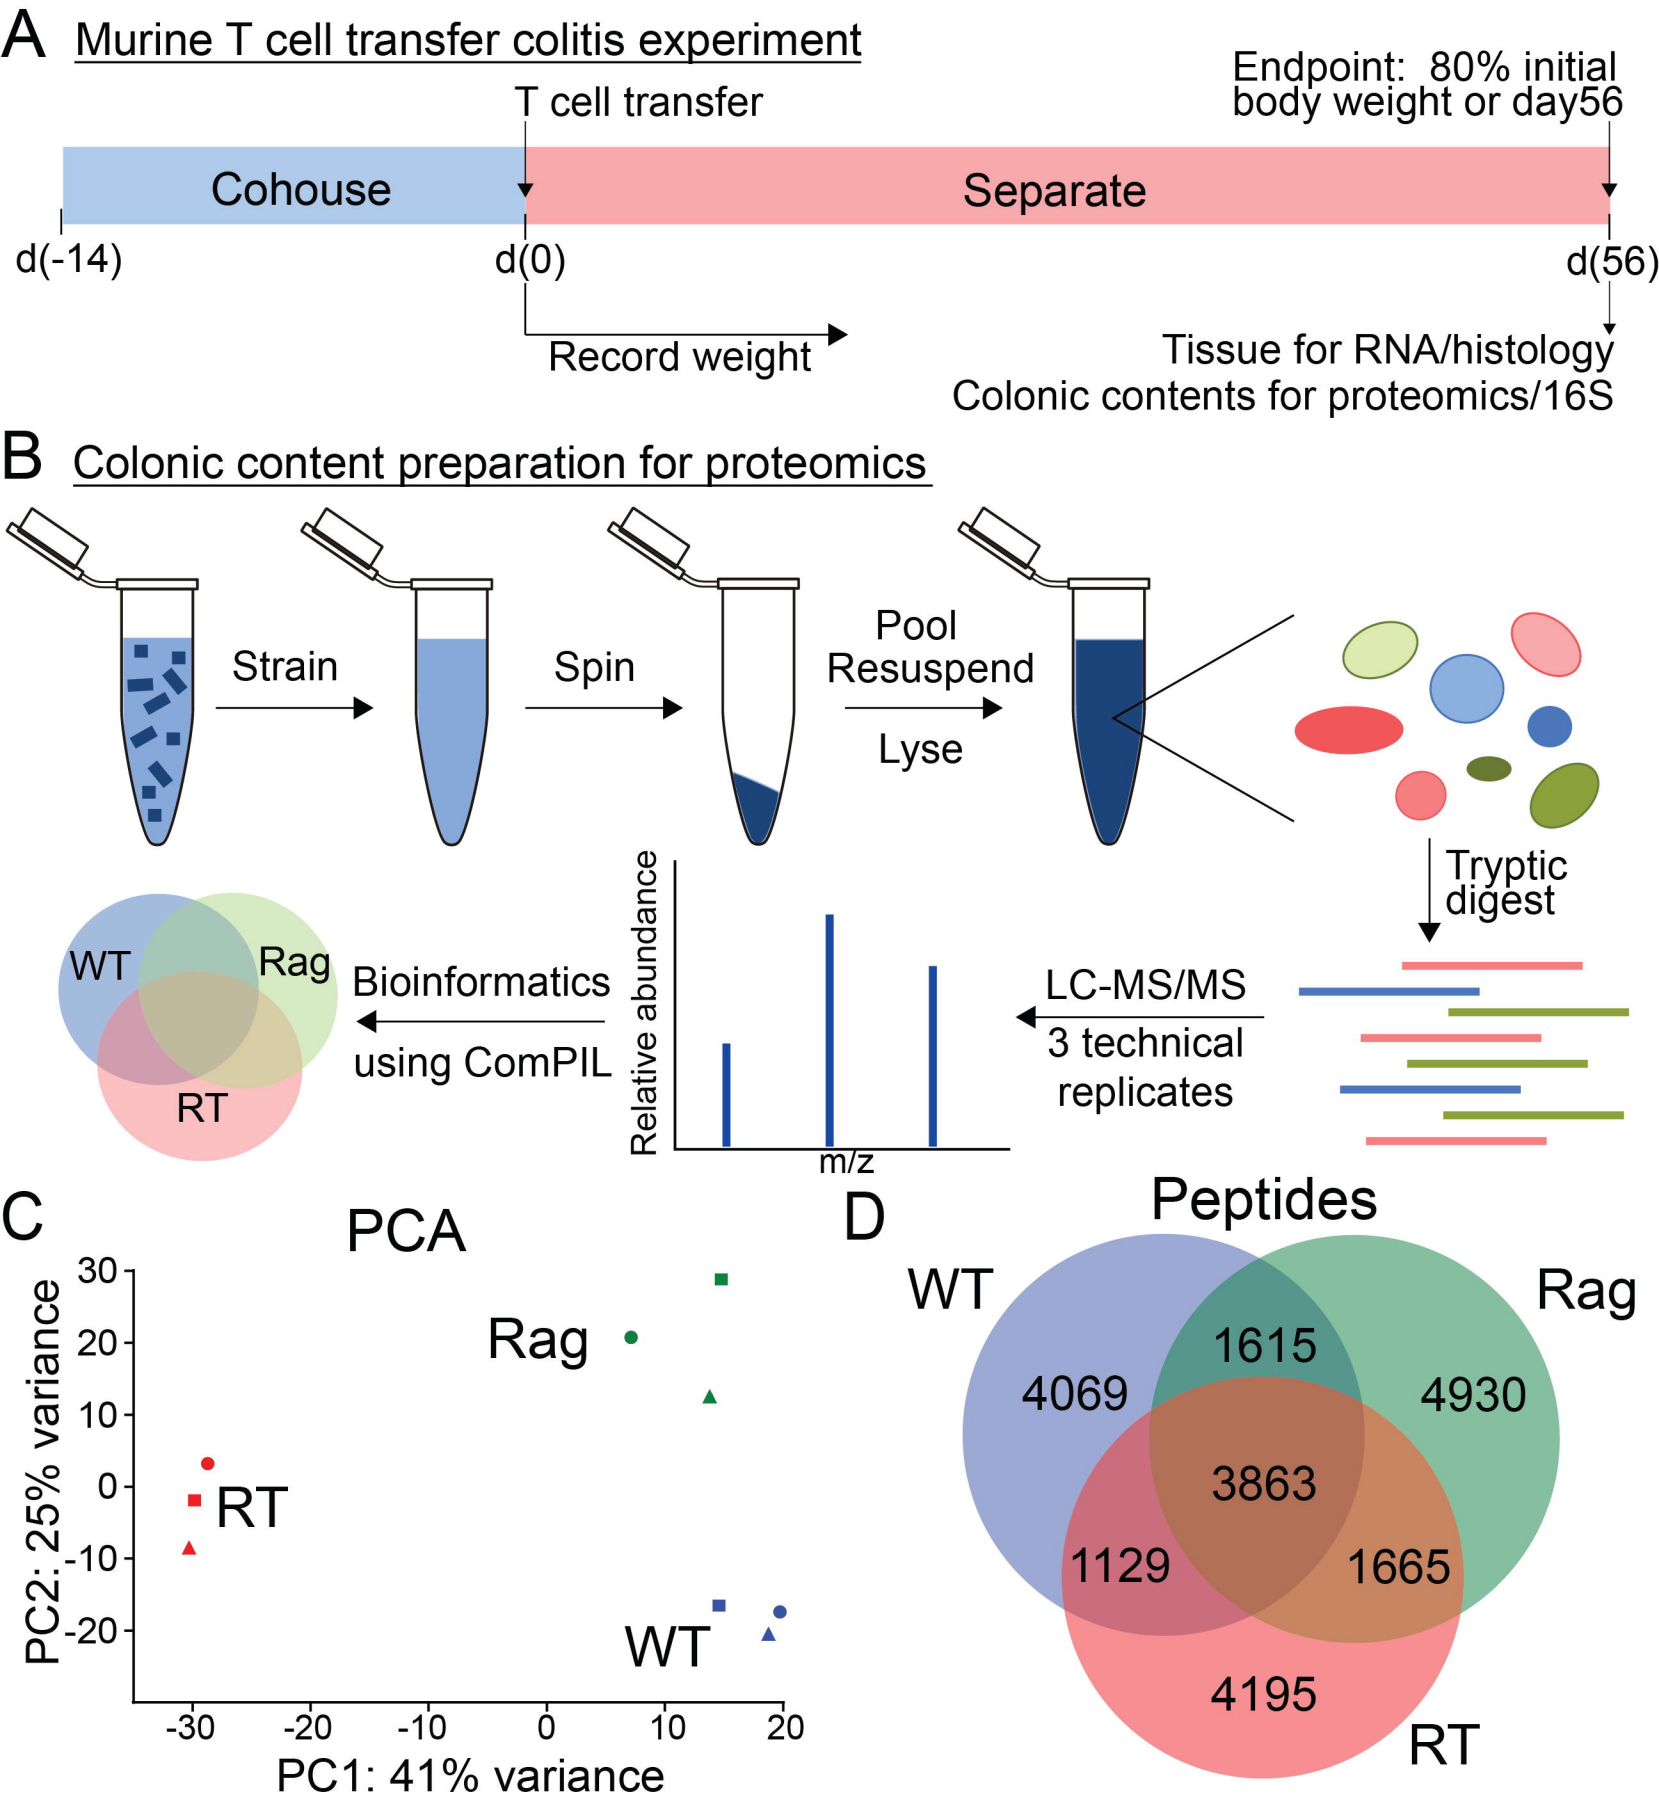 A Murine T cell transfer colitis experiment
T cell transfer
Endpoint: 80% initial
body weight or day56
Cohouse
Separate
d(-14)
d(0)
d(56)
Record weight
Tissue for RNA/histology
Colonic contents for proteomics/16S
B Colonic content preparation for proteomics
Strain
Spin
Pool
Resuspend
Lyse
Tryptic
digest
LC-MS/MS
3 technical
replicates
Relative abundance
m/z
Bioinformatics
using ComPIL
WT
Rag
RT
C
PCA
30
20
10
0
-10
-20
PC2: 25% variance
Rag
RT
WT
-30
-20
-10
0
10
20
PC1: 41% variance
D
Peptides
WT
Rag
1615
4069
4930
3863
1129
1665
4195
RT